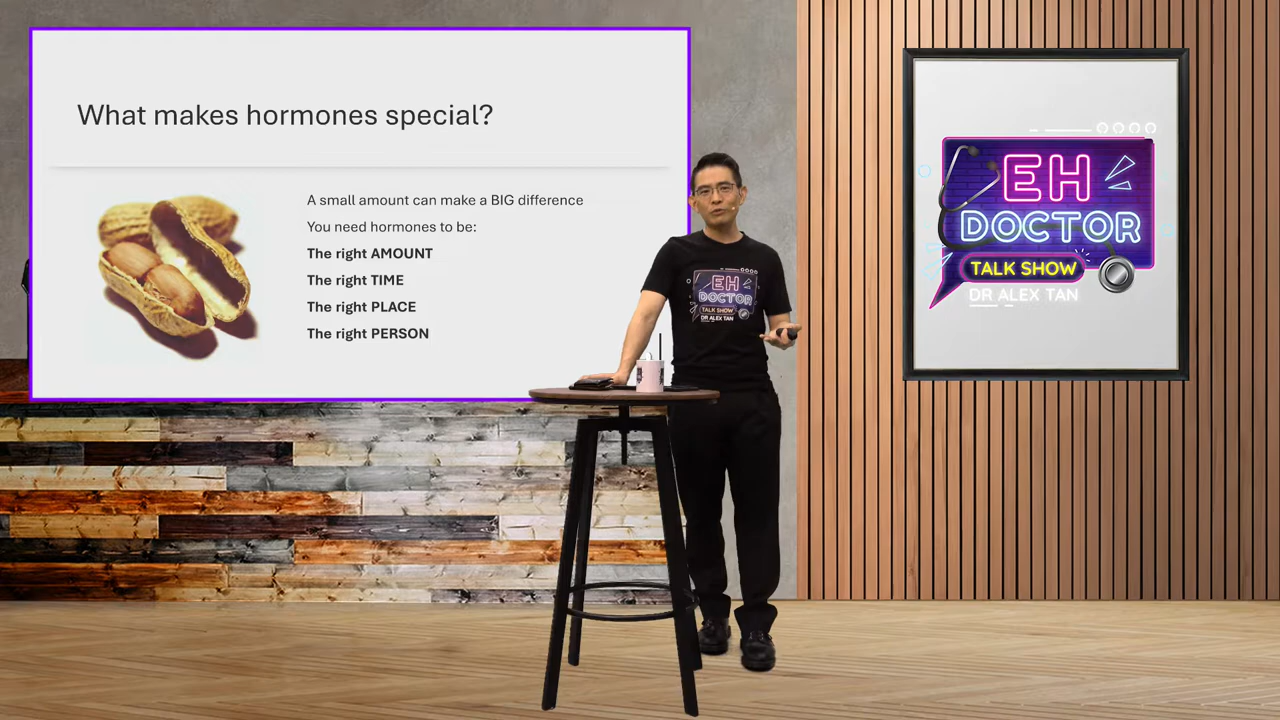 What makes hormones special?
A small amount can make a BIG difference
You need hormones to be:
The right AMOUNT
The right TIME
The right PLACE
The right PERSON
EH
DOCTOR
TALK SHOW
DR ALEX TAN
EH
DOCTOR
TALK SHOW
DR ALEX TAN